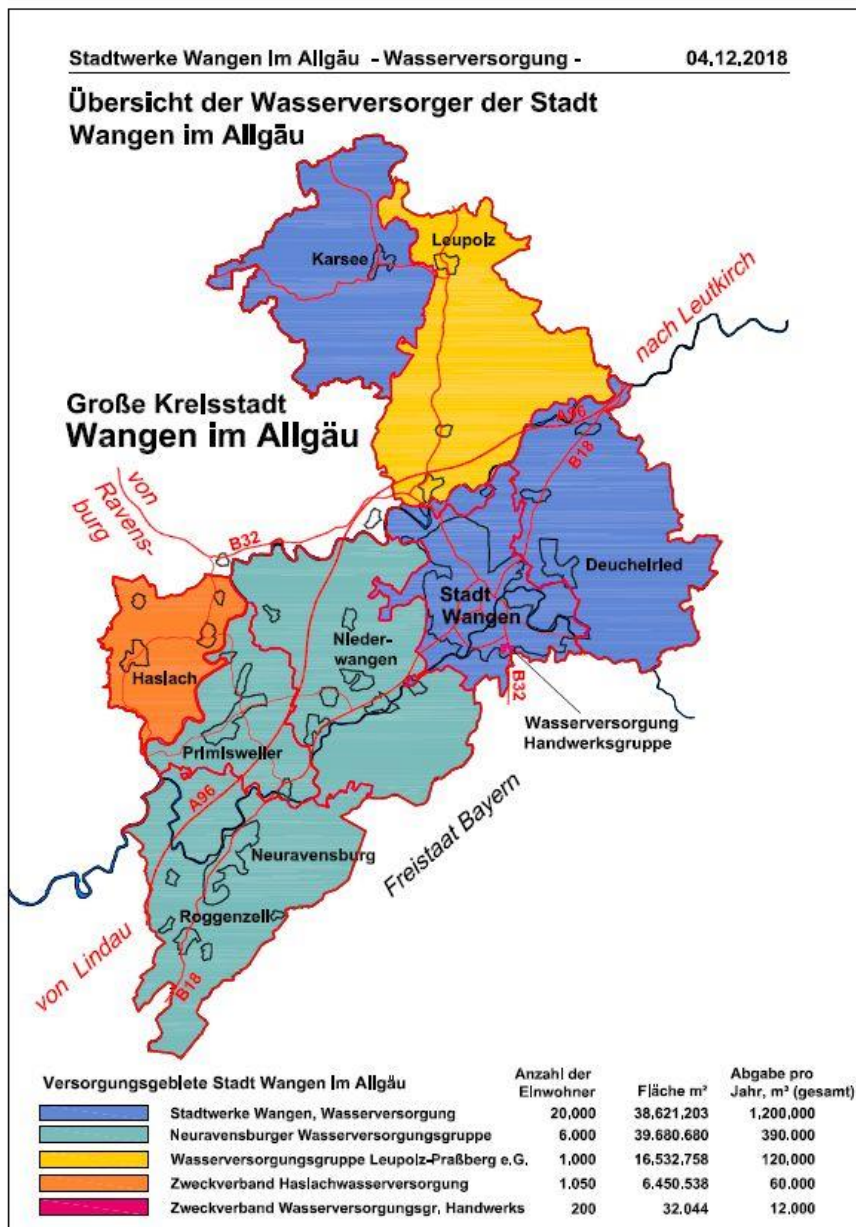 Stadtwerke Wangen im Allgäu - Wasserversorgung - 04.12.2018
Übersicht der Wasserversorger der Stadt
Wangen im Allgäu
Karsee
Leupolz
nach Leutkirch
Große Kreisstadt
Wangen im Allgäu
A96
B18
von
Ravens-
burg
B32
Deuchelried
Stadt
Wangen
Nieder-
wangen
Haslach
B32
Wasserversorgung
Handwerksgruppe
Primisweiler
A96
Freistaat Bayern
Neuravensburg
Roggenzell
von Lindau
B18
Versorgungsgebiete Stadt Wangen im Allgäu
Anzahl der Einwohner
Fläche m²
Abgabe pro Jahr, m³ (gesamt)
Stadtwerke Wangen, Wasserversorgung 20,000 38,621,203 1,200,000
Neuravensburger Wasserversorgungsgruppe 6.000 39.680.680 390.000
Wasserversorgungsgruppe Leupolz-Praßberg e.G. 1,000 16,532,758 120,000
Zweckverband Haslachwasserversorgung 1,050 6.450.538 60.000
Zweckverband Wasserversorgungsgr, Handwerks 200 32.044 12,000